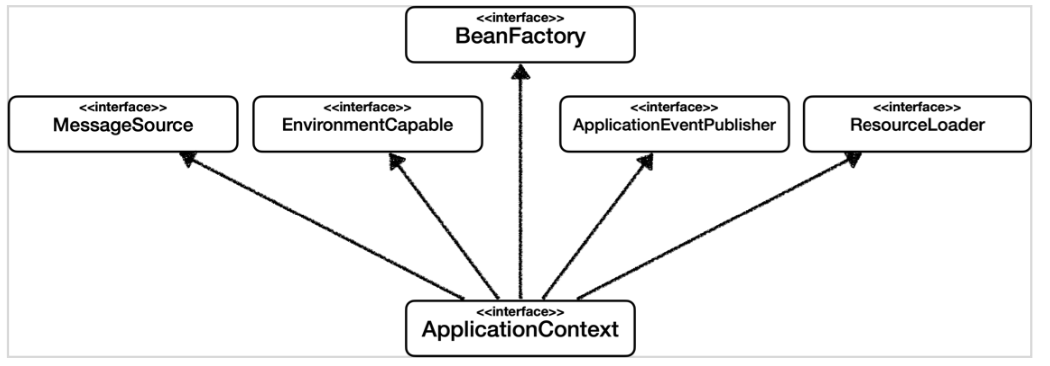 <<interface>>
BeanFactory
<<interface>>
MessageSource
<<interface>>
EnvironmentCapable
<<interface>>
ApplicationEventPublisher
<<interface>>
ResourceLoader
<<interface>>
ApplicationContext